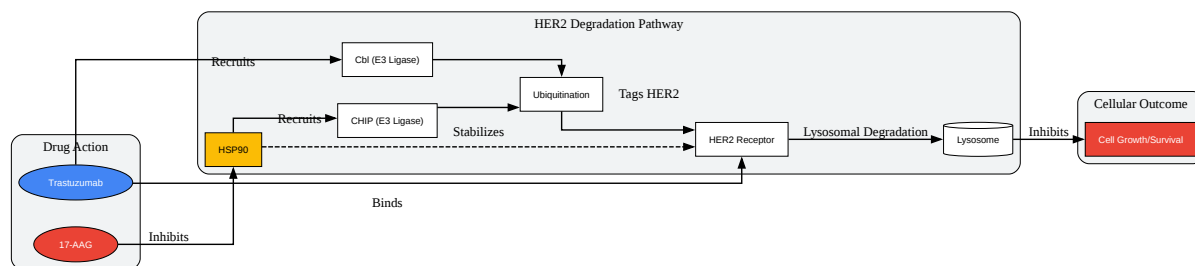 HER2 Degradation Pathway
Recruits
Cbl (E3 Ligase)
Ubiquitination
Tags HER2
Recruits
CHIP (E3 Ligase)
Stabilizes
HSP90
HER2 Receptor
Lysosomal Degradation
Lysosome
Inhibits
Cellular Outcome
Cell Growth/Survival
Drug Action
Trastuzumab
Binds
17-AAG
Inhibits